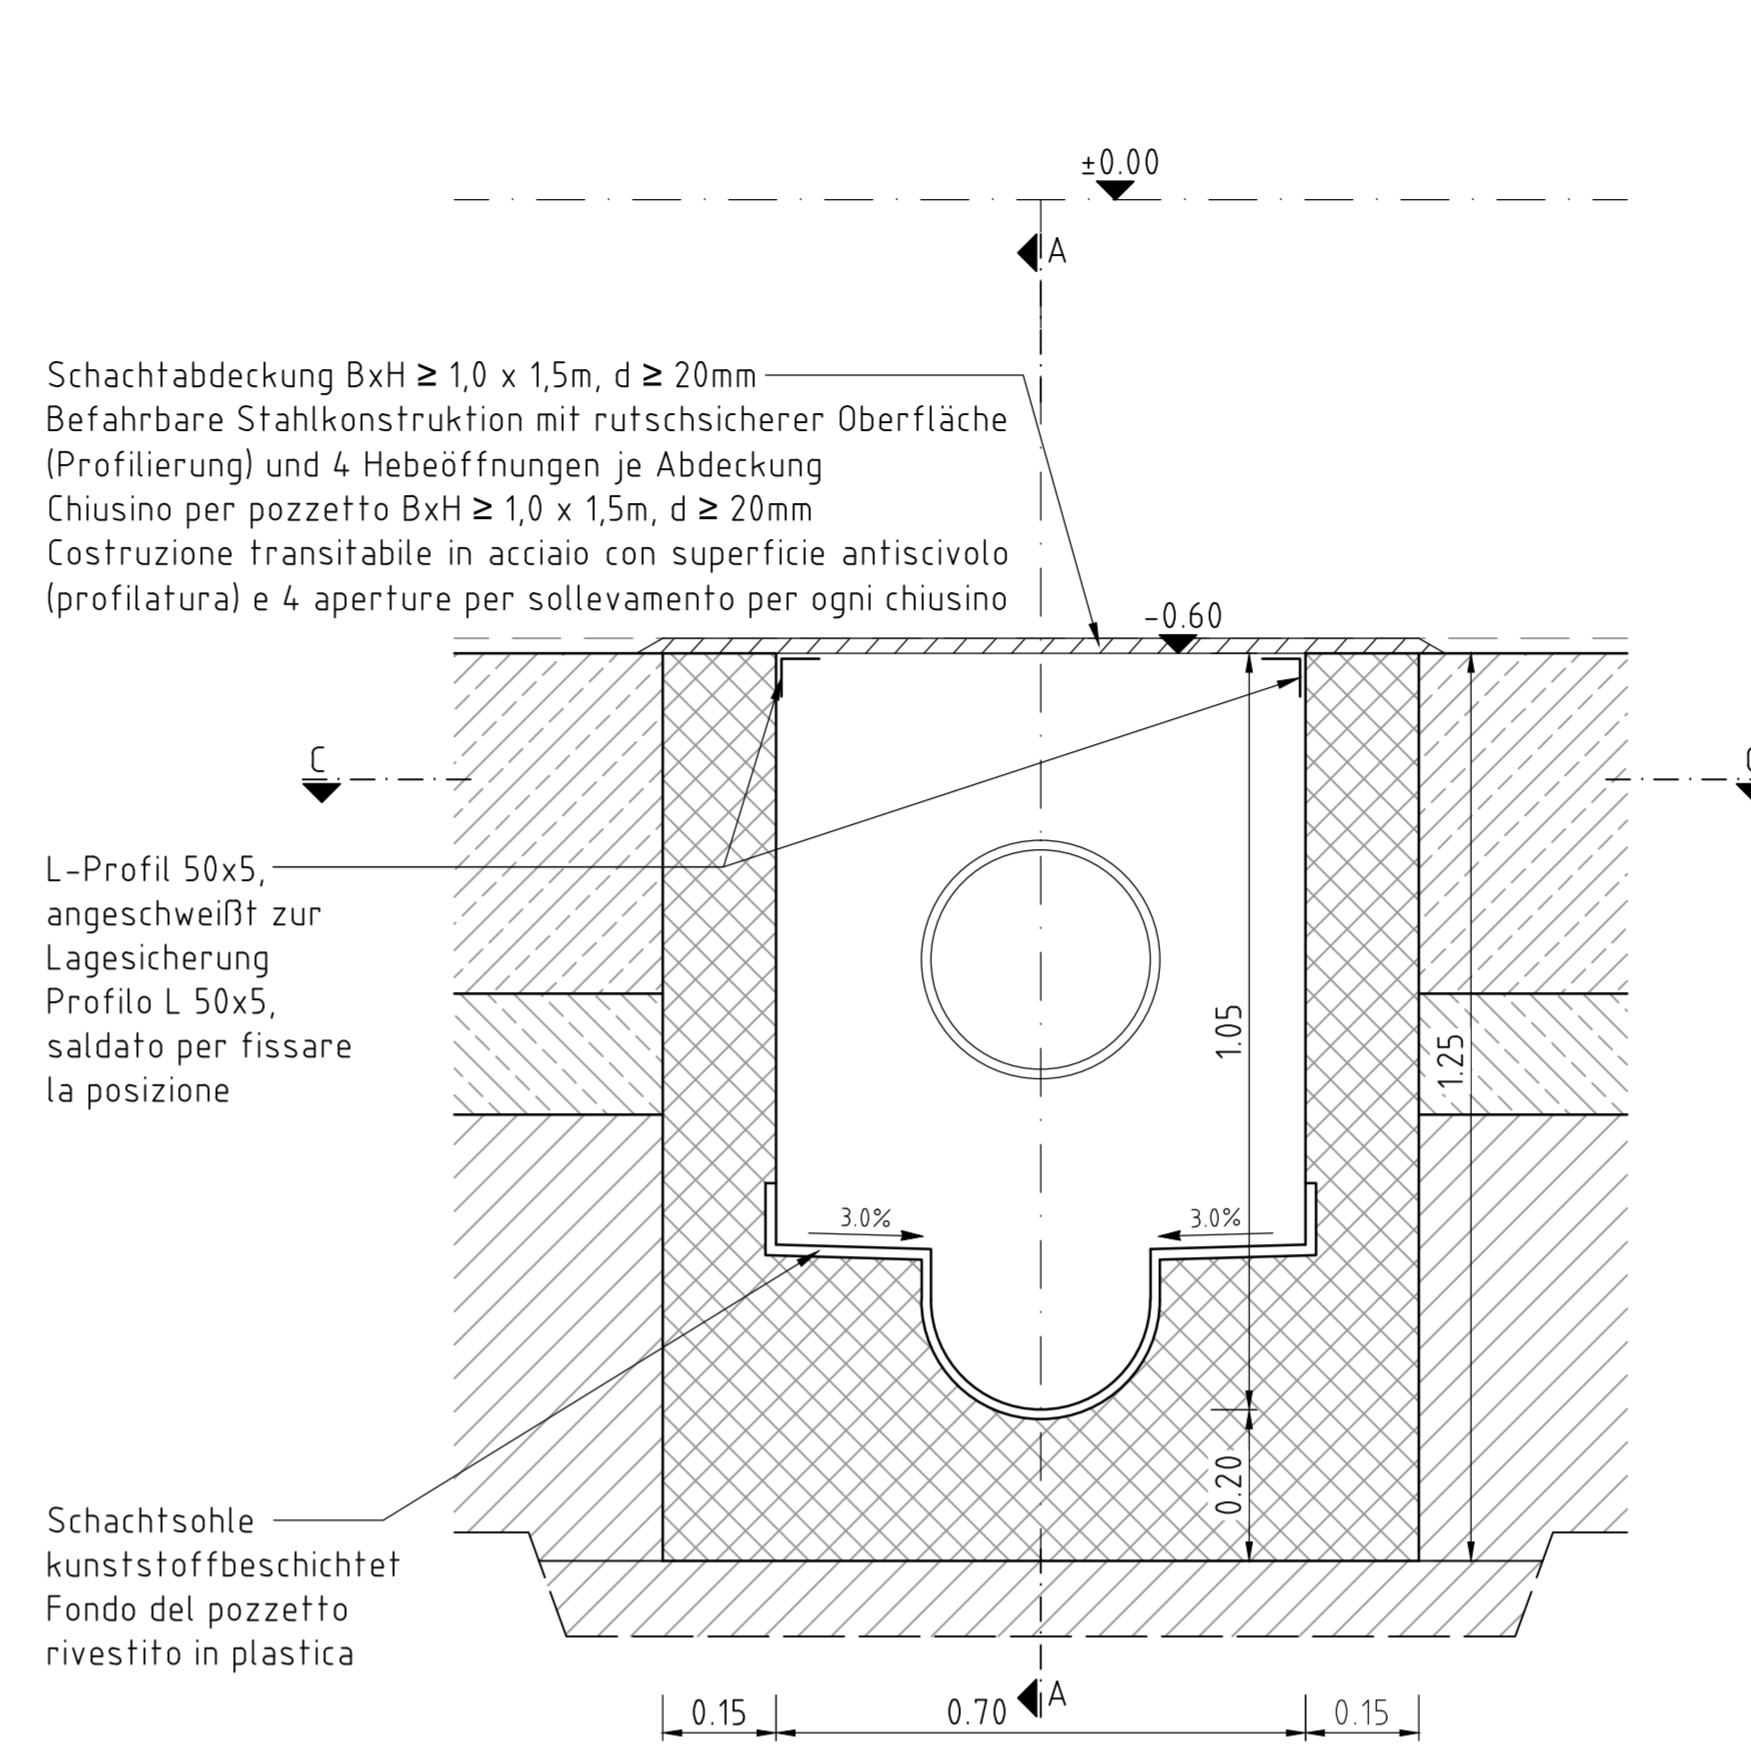 ±0.00
A
Schachtabdeckung BxH ≥ 1,0 x 1,5m, d ≥ 20mm
Befahrbare Stahlkonstruktion mit rutschsicherer Oberfläche
(Profilierung) und 4 Hebeöffnungen je Abdeckung
Chiusino per pozzetto BxH ≥ 1,0 x 1,5m, d ≥ 20mm
Costruzione transitabile in acciaio con superficie antiscivolo
(profilatura) e 4 aperture per sollevamento per ogni chiusino
-0.60
C
L-Profil 50x5,
angeschweißt zur
Lagesicherung
Profilo L 50x5,
saldato per fissare
la posizione
1.05
1.25
3.0%
3.0%
0.20
Schachtsohle
kunststoffbeschichtet
Fondo del pozzetto
rivestito in plastica
A
0.15
0.70
0.15